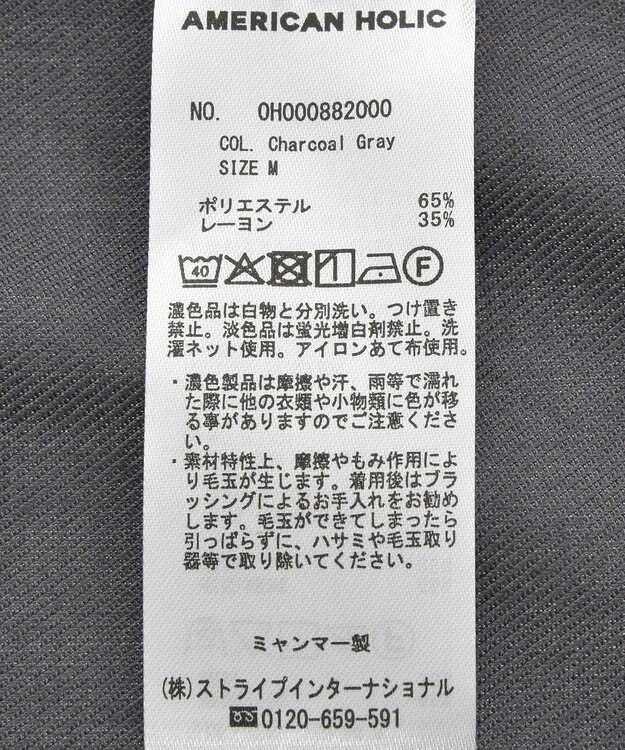 AMERICAN HOLIC
NO. 0H000882000
COL. Charcoal Gray
SIZE M
ポリエステル 65%
レーヨン 35%
40 F
濃色品は白物と分別洗い。つけ置き
禁止。淡色品は蛍光増白剤禁止。洗
濯ネット使用。アイロンあて布使用。
・濃色製品は摩擦や汗、雨等で濡れ
た際に他の衣類や小物類に色が移
る事がありますのでご注意くださ
い。
・素材特性上、摩擦やもみ作用によ
り毛玉が生じます。着用後はブラ
ッシングによるお手入れをお勧め
します。毛玉ができてしまったら
引っぱらずに、ハサミや毛玉取り
器等で取り除いてください。
ミャンマー製
(株)ストライプインターナショナル
0120-659-591